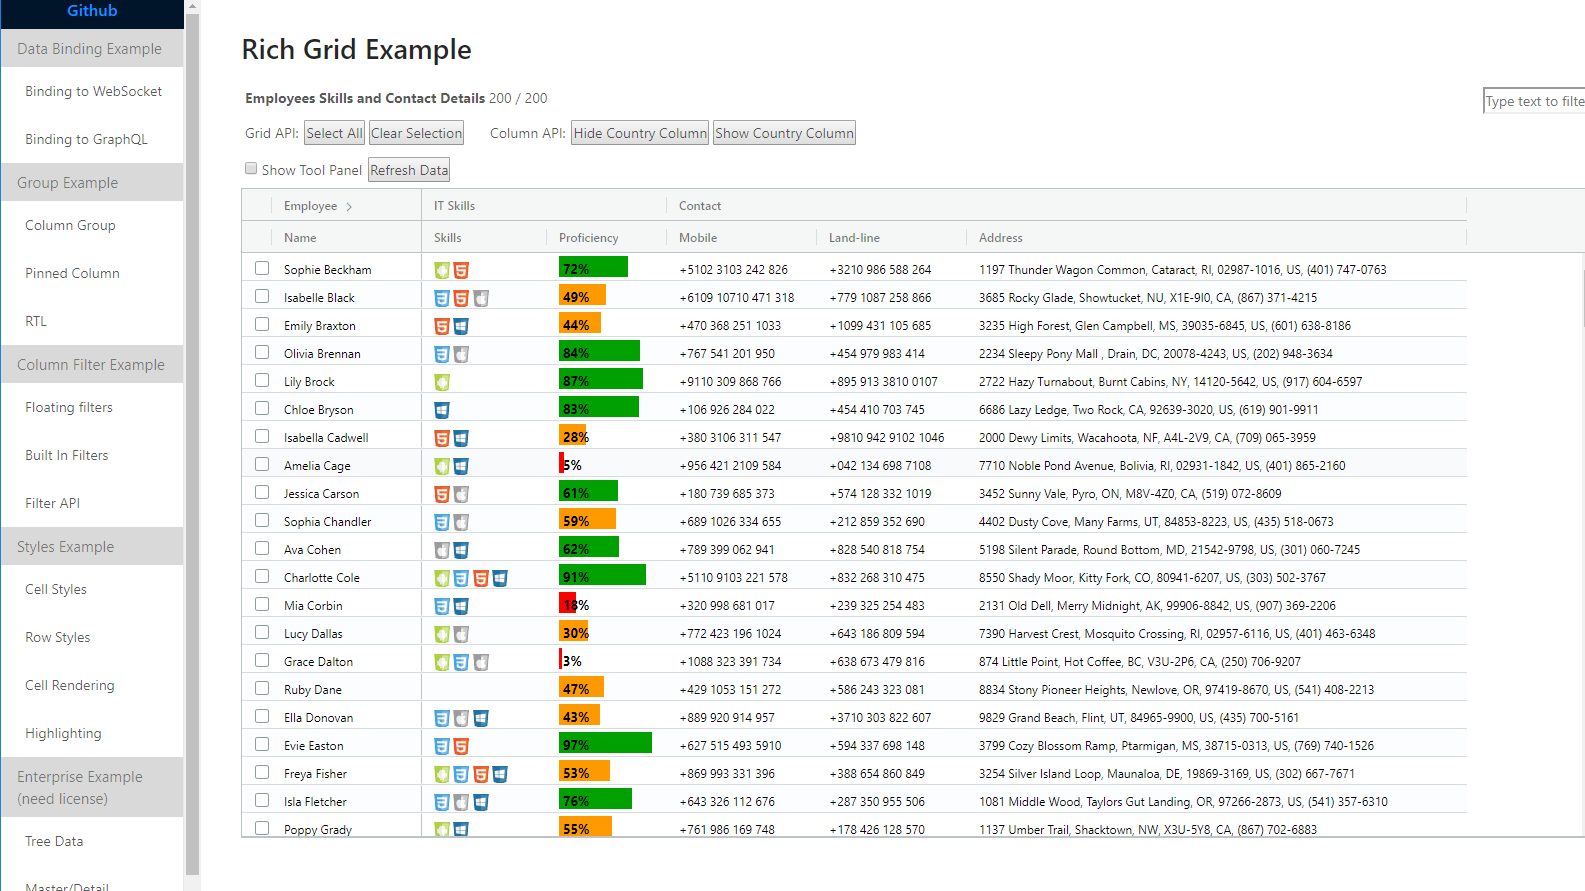 Github
Data Binding Example
Binding to WebSocket
Binding to GraphQL
Group Example
Column Group
Pinned Column
RTL
Column Filter Example
Floating filters
Built In Filters
Filter API
Styles Example
Cell Styles
Row Styles
Cell Rendering
Highlighting
Enterprise Example
(need license)
Tree Data
Master/Detail
Rich Grid Example
Employees Skills and Contact Details 200 / 200
Type text to filte
Grid API: Select All Clear Selection Column API: Hide Country Column Show Country Column
Show Tool Panel Refresh Data
Employee > IT Skills Contact
Name Skills Proficiency Mobile Land-line Address
Sophie Beckham 72% +5102 3103 242 826 +3210 986 588 264 1197 Thunder Wagon Common, Cataract, RI, 02987-1016, US, (401) 747-0763
Isabelle Black 49% +6109 10710 471 318 +779 1087 258 866 3685 Rocky Glade, Showtucket, NU, X1E-9I0, CA, (867) 371-4215
Emily Braxton 44% +470 368 251 1033 +1099 431 105 685 3235 High Forest, Glen Campbell, MS, 39035-6845, US, (601) 638-8186
Olivia Brennan 84% +767 541 201 950 +454 979 983 414 2234 Sleepy Pony Mall , Drain, DC, 20078-4243, US, (202) 948-3634
Lily Brock 87% +9110 309 868 766 +895 913 3810 0107 2722 Hazy Turnabout, Burnt Cabins, NY, 14120-5642, US, (917) 604-6597
Chloe Bryson 83% +106 926 284 022 +454 410 703 745 6686 Lazy Ledge, Two Rock, CA, 92639-3020, US, (619) 901-9911
Isabella Cadwell 28% +380 3106 311 547 +9810 942 9102 1046 2000 Dewy Limits, Wacahoota, NF, A4L-2V9, CA, (709) 065-3959
Amelia Cage 5% +956 421 2109 584 +042 134 698 7108 7710 Noble Pond Avenue, Bolivia, RI, 02931-1842, US, (401) 865-2160
Jessica Carson 61% +180 739 685 373 +574 128 332 1019 3452 Sunny Vale, Pyro, ON, M8V-4Z0, CA, (519) 072-8609
Sophia Chandler 59% +689 1026 334 655 +212 859 352 690 4402 Dusty Cove, Many Farms, UT, 84853-8223, US, (435) 518-0673
Ava Cohen 62% +789 399 062 941 +828 540 818 754 5198 Silent Parade, Round Bottom, MD, 21542-9798, US, (301) 060-7245
Charlotte Cole 91% +5110 9103 221 578 +832 268 310 475 8550 Shady Moor, Kitty Fork, CO, 80941-6207, US, (303) 502-3767
Mia Corbin 18% +320 998 681 017 +239 325 254 483 2131 Old Dell, Merry Midnight, AK, 99906-8842, US, (907) 369-2206
Lucy Dallas 30% +772 423 196 1024 +643 186 809 594 7390 Harvest Crest, Mosquito Crossing, RI, 02957-6116, US, (401) 463-6348
Grace Dalton 3% +1088 323 391 734 +638 673 479 816 874 Little Point, Hot Coffee, BC, V3U-2P6, CA, (250) 706-9207
Ruby Dane 47% +429 1053 151 272 +586 243 323 081 8834 Stony Pioneer Heights, Newlove, OR, 97419-8670, US, (541) 408-2213
Ella Donovan 43% +889 920 914 957 +3710 303 822 607 9829 Grand Beach, Flint, UT, 84965-9900, US, (435) 700-5161
Evie Easton 97% +627 515 493 5910 +594 337 698 148 3799 Cozy Blossom Ramp, Ptarmigan, MS, 38715-0313, US, (769) 740-1526
Freya Fisher 53% +869 993 331 396 +388 654 860 849 3254 Silver Island Loop, Maunaloa, DE, 19869-3169, US, (302) 667-7671
Isla Fletcher 76% +643 326 112 676 +287 350 955 506 1081 Middle Wood, Taylors Gut Landing, OR, 97266-2873, US, (541) 357-6310
Poppy Grady 55% +761 986 169 748 +178 426 128 570 1137 Umber Trail, Shacktown, NW, X3U-5Y8, CA, (867) 702-6883